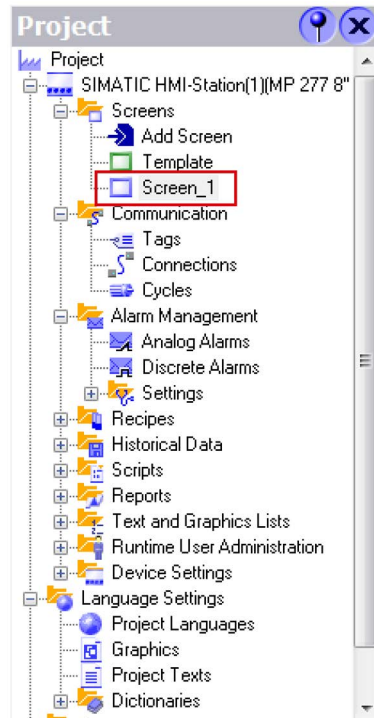 Project
Project
SIMATIC HMI-Station(1)(MP 277 8"
Screens
Add Screen
Template
Screen_1
Communication
Tags
Connections
Cycles
Alarm Management
Analog Alarms
Discrete Alarms
Settings
Recipes
Historical Data
Scripts
Reports
Text and Graphics Lists
Runtime User Administration
Device Settings
Language Settings
Project Languages
Graphics
Project Texts
Dictionaries